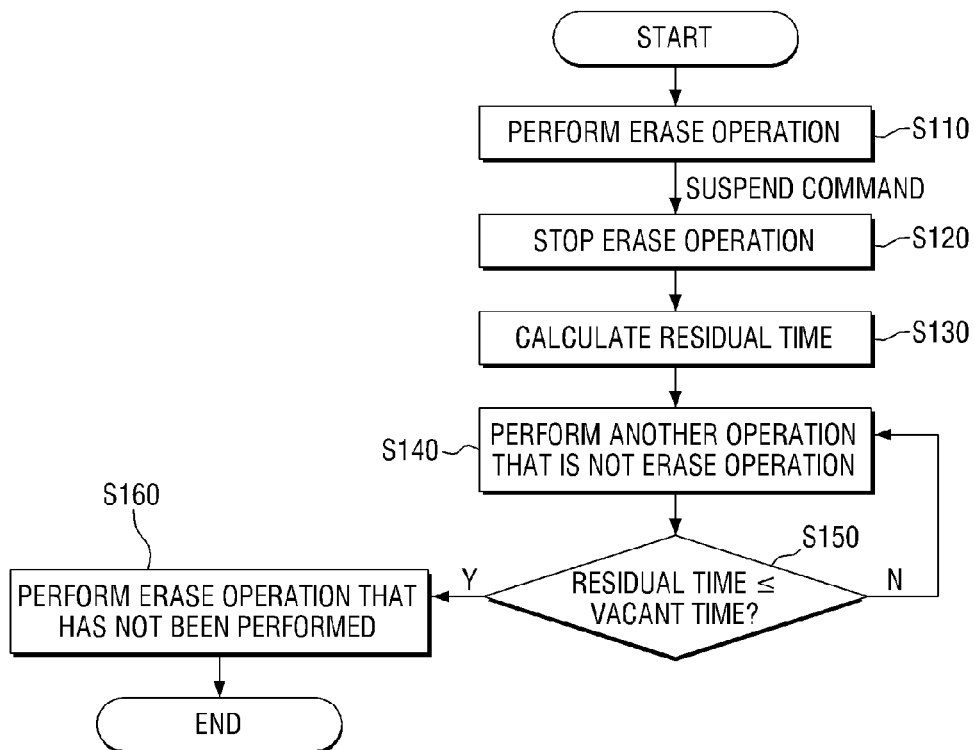 START
PERFORM ERASE OPERATION
S110
SUSPEND COMMAND
STOP ERASE OPERATION
S120
CALCULATE RESIDUAL TIME
S130
S140
PERFORM ANOTHER OPERATION
THAT IS NOT ERASE OPERATION
S150
RESIDUAL TIME ≤
VACANT TIME?
Y
N
S160
PERFORM ERASE OPERATION THAT
HAS NOT BEEN PERFORMED
END